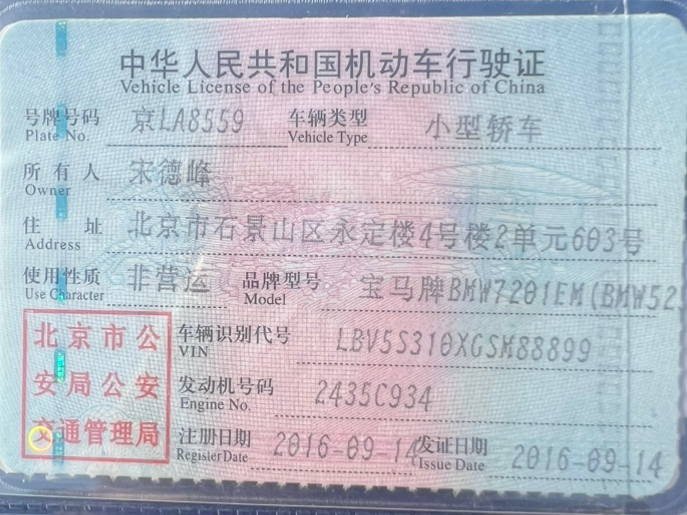 中华人民共和国机动车行驶证
Vehicle License of the People's Republic of China
号牌号码 京LA8559 车辆类型 小型轿车
Plate No. Vehicle Type
所有人 宋德峰
Owner
住址 北京市石景山区永定楼4号楼2单元603号
Address
使用性质 非营运 品牌型号 宝马牌BMW7201EM(BMW52
Use Character Model
北京市公 车辆识别代号 LBV5S310XGSM88899
VIN
安局公安 发动机号码 2435C934
Engine No.
交通管理局 注册日期 2016-09-14 发证日期 2016-09-14
Register Date Issue Date